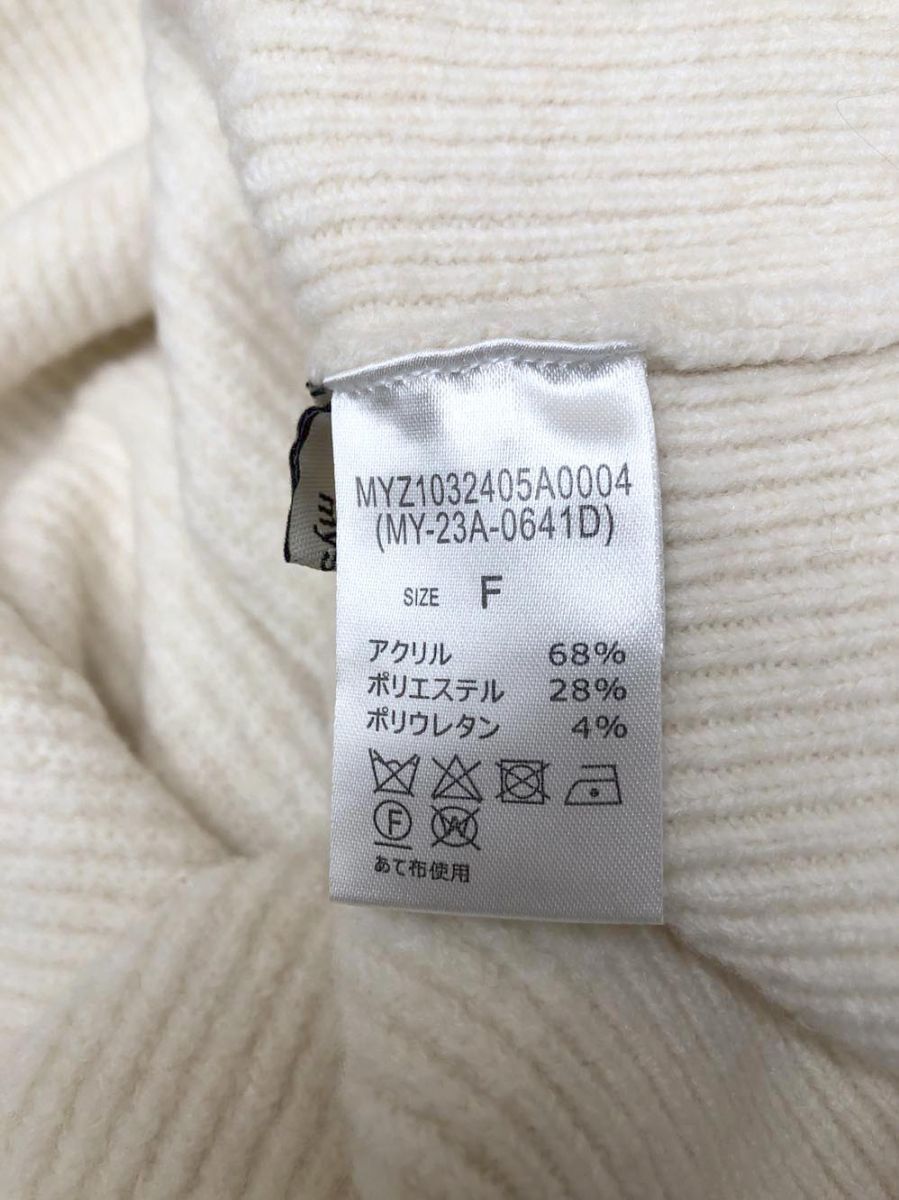 MYZ1032405A0004
(MY-23A-0641D)
SIZE F
アクリル 68%
ポリエステル 28%
ポリウレタン 4%
F W
あて布使用